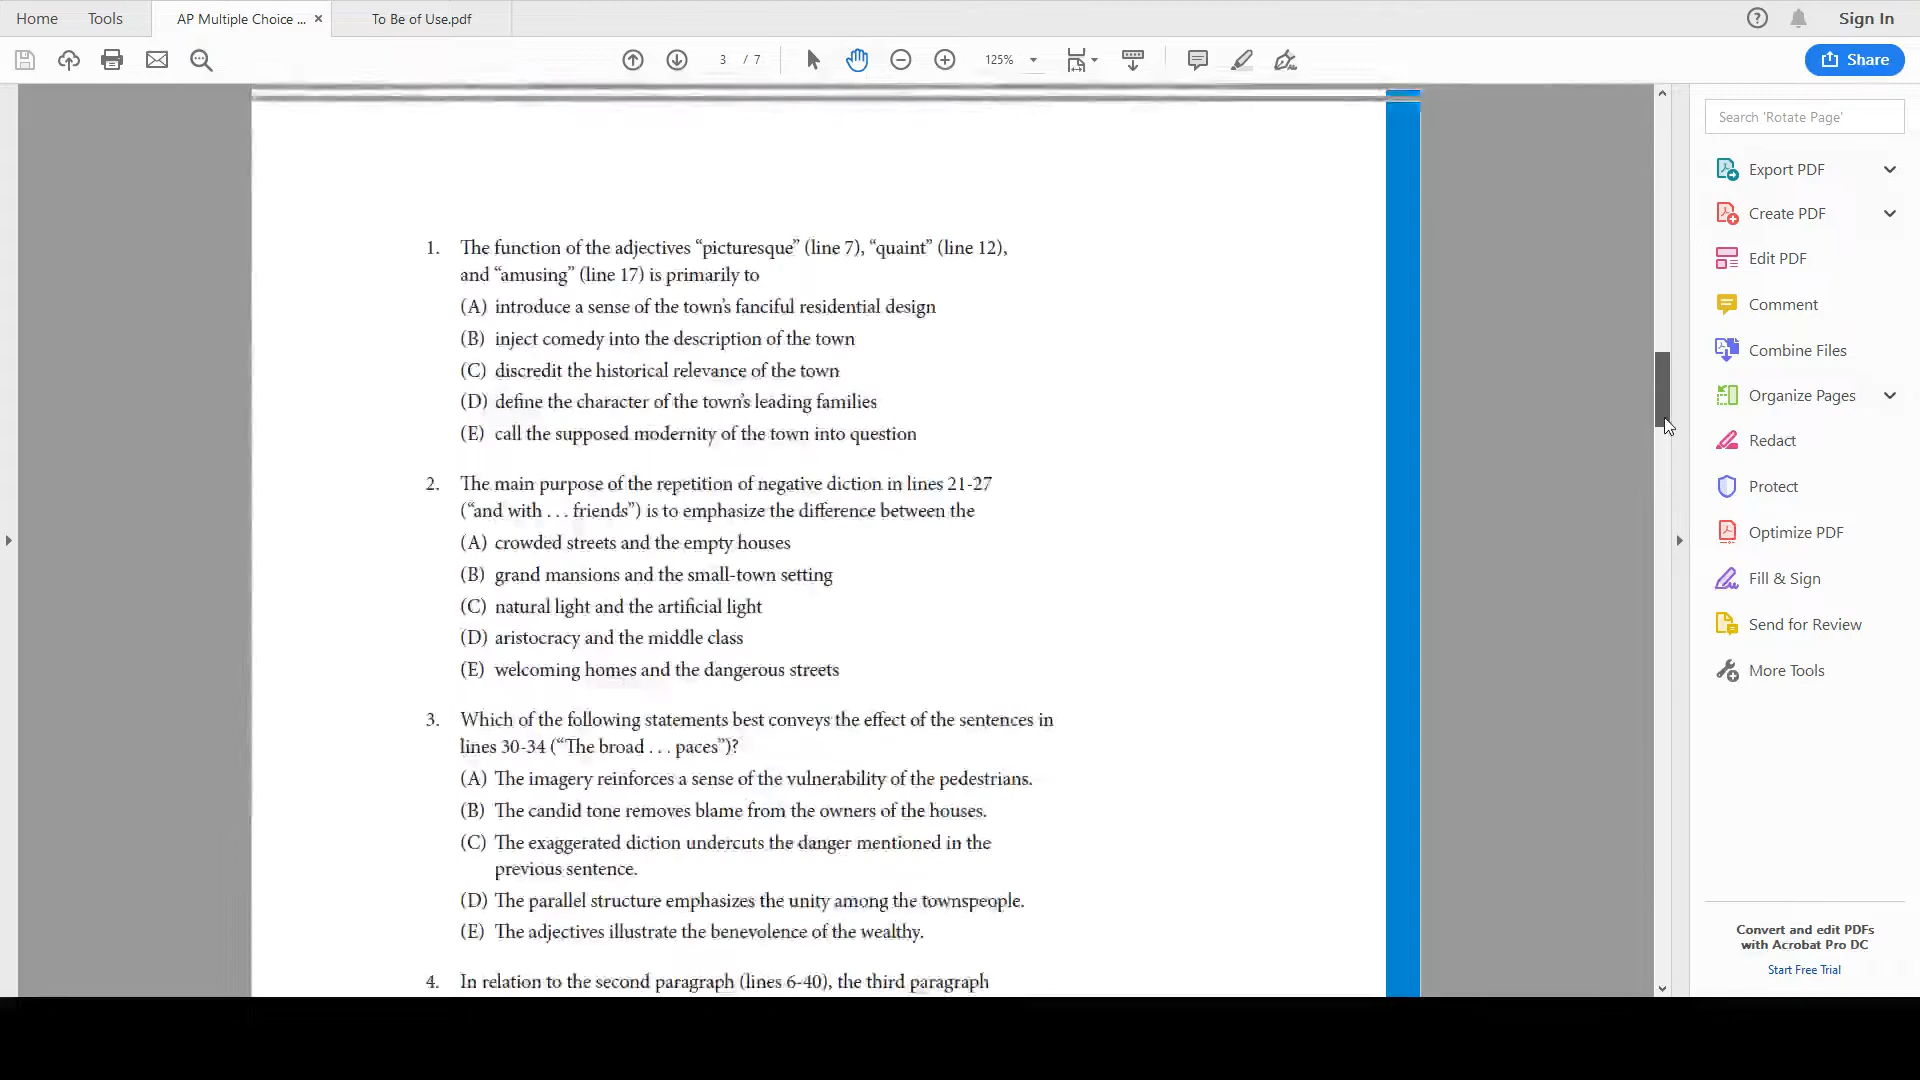 Home Tools AP Multiple Choice ... × To Be of Use.pdf Sign In
3 / 7 125% Share
Search 'Rotate Page'
Export PDF
Create PDF
Edit PDF
Comment
Combine Files
Organize Pages
Redact
Protect
Optimize PDF
Fill & Sign
Send for Review
More Tools
Convert and edit PDFs
with Acrobat Pro DC
Start Free Trial
1. The function of the adjectives “picturesque” (line 7), “quaint” (line 12),
and “amusing” (line 17) is primarily to
(A) introduce a sense of the town’s fanciful residential design
(B) inject comedy into the description of the town
(C) discredit the historical relevance of the town
(D) define the character of the town’s leading families
(E) call the supposed modernity of the town into question
2. The main purpose of the repetition of negative diction in lines 21-27
(“and with . . . friends”) is to emphasize the difference between the
(A) crowded streets and the empty houses
(B) grand mansions and the small-town setting
(C) natural light and the artificial light
(D) aristocracy and the middle class
(E) welcoming homes and the dangerous streets
3. Which of the following statements best conveys the effect of the sentences in
lines 30-34 (“The broad . . . paces”)?
(A) The imagery reinforces a sense of the vulnerability of the pedestrians.
(B) The candid tone removes blame from the owners of the houses.
(C) The exaggerated diction undercuts the danger mentioned in the
previous sentence.
(D) The parallel structure emphasizes the unity among the townspeople.
(E) The adjectives illustrate the benevolence of the wealthy.
4. In relation to the second paragraph (lines 6-40), the third paragraph